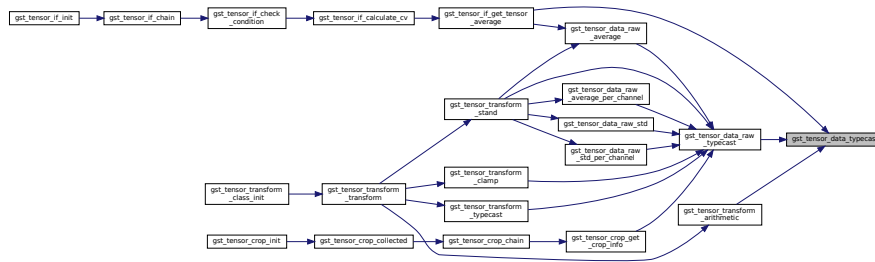 gst_tensor_if_init
gst_tensor_if_chain
gst_tensor_if_check
_condition
gst_tensor_if_calculate_cv
gst_tensor_if_get_tensor
_average
gst_tensor_data_raw
_average
gst_tensor_transform
_stand
gst_tensor_data_raw
_average_per_channel
gst_tensor_data_raw_std
gst_tensor_data_raw
_std_per_channel
gst_tensor_data_raw
_typecast
gst_tensor_data_typecast
gst_tensor_transform
_clamp
gst_tensor_transform
_class_init
gst_tensor_transform
_transform
gst_tensor_transform
_typecast
gst_tensor_transform
_arithmetic
gst_tensor_crop_init
gst_tensor_crop_collected
gst_tensor_crop_chain
gst_tensor_crop_get
_crop_info